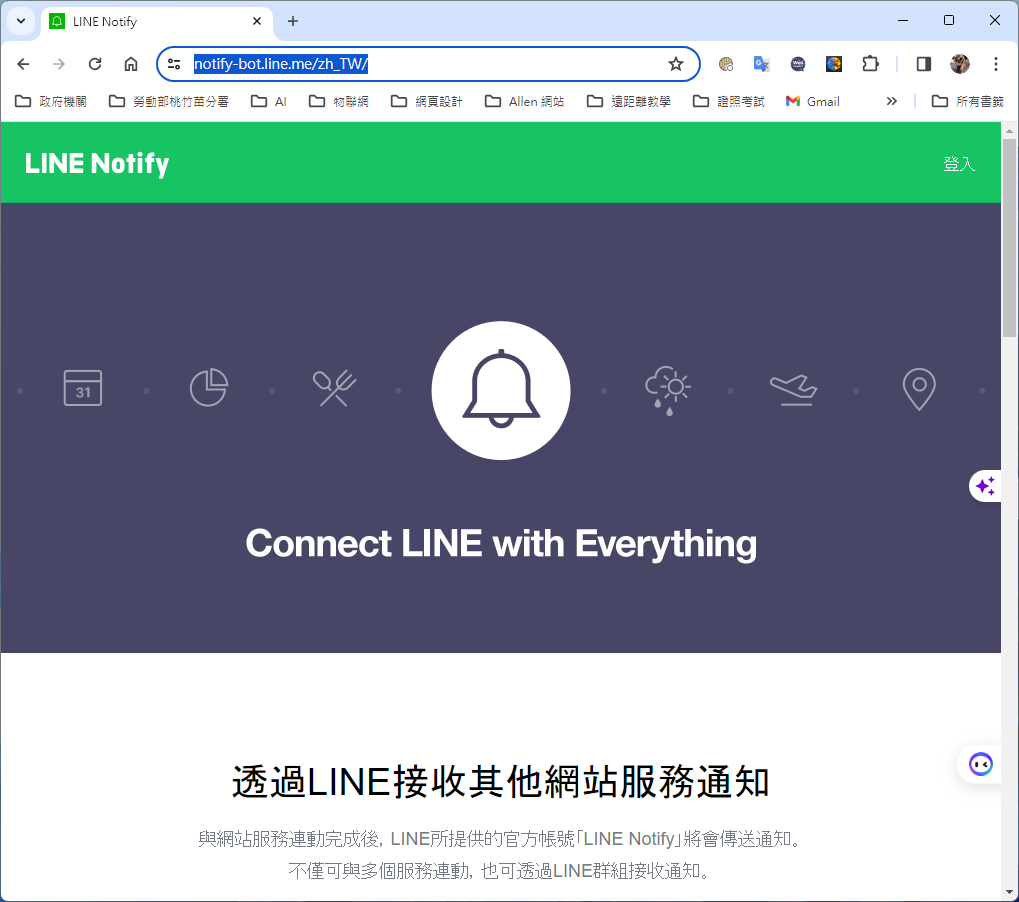 LINE Notify
notify-bot.line.me/zh_TW/
政府機關 勞動部桃竹苗分署 AI 物聯網 網頁設計 Allen 網站 遠距離教學 證照考試 Gmail 所有書籤
LINE Notify 登入
31
Connect LINE with Everything
透過LINE接收其他網站服務通知
與網站服務連動完成後, LINE所提供的官方帳號「LINE Notify」將會傳送通知。
不僅可與多個服務連動, 也可透過LINE群組接收通知。